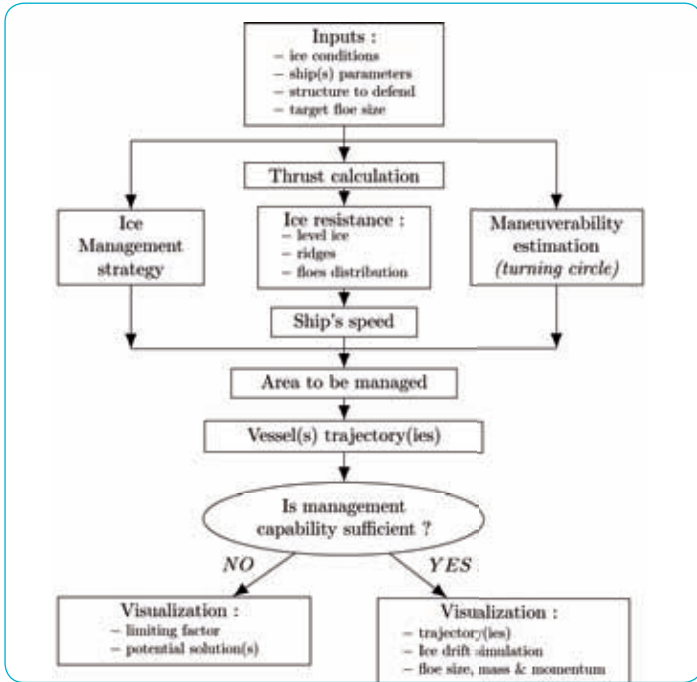 Inputs :
– ice conditions
– ship(s) parameters
– structure to defend
– target floe size
Thrust calculation
Ice
Management
strategy
Ice resistance :
– level ice
– ridges
– floes distribution
Maneuverability
estimation
(turning circle)
Ship's speed
Area to be managed
Vessel(s) trajectory(ies)
Is management
capability sufficient ?
NO
YES
Visualization :
– limiting factor
– potential solution(s)
Visualization :
– trajectory(ies)
– Ice drift simulation
– floe size, mass & momentum